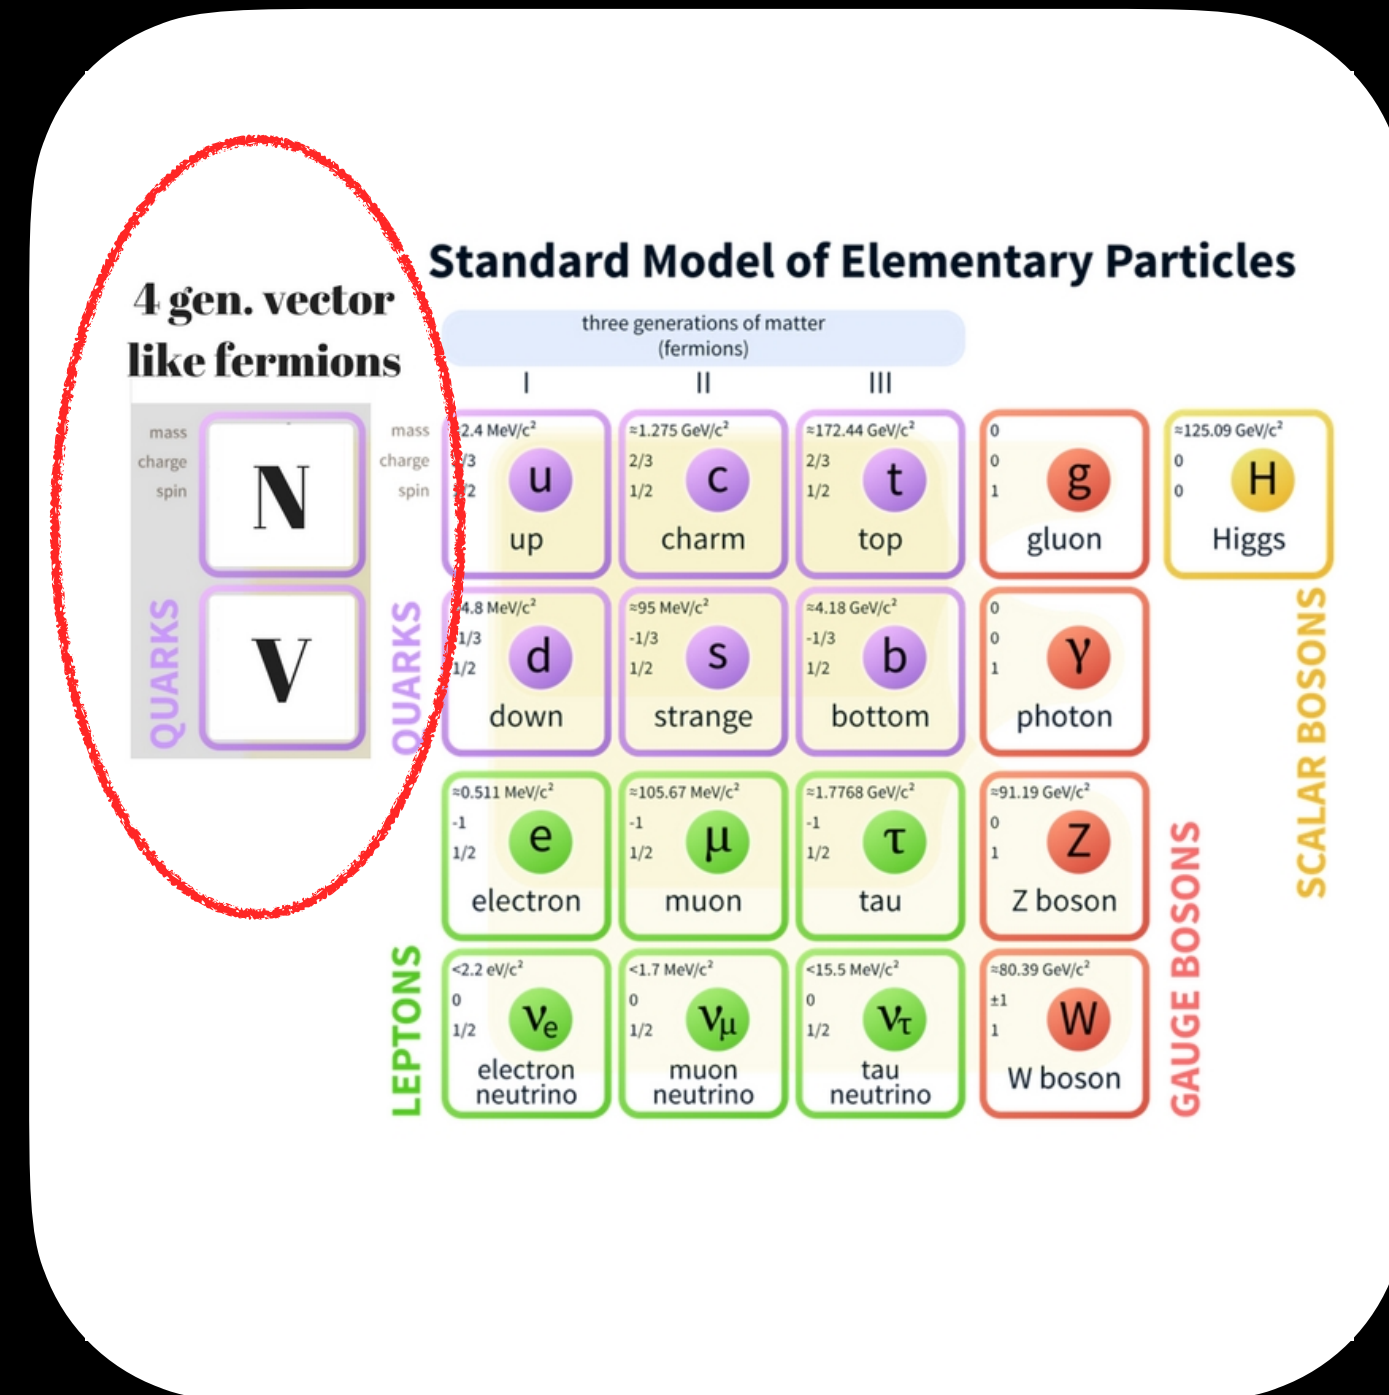 Standard Model of Elementary Particles
4 gen. vector
like fermions
three generations of matter
(fermions)
I II III
mass
charge
spin
N
V
QUARKS
mass
charge
spin
QUARKS
2.4 MeV/c²
/3
/2
u
up
≈1.275 GeV/c²
2/3
1/2
c
charm
≈172.44 GeV/c²
2/3
1/2
t
top
0
0
1
g
gluon
≈125.09 GeV/c²
0
0
H
Higgs
4.8 MeV/c²
1/3
1/2
d
down
≈95 MeV/c²
-1/3
1/2
s
strange
≈4.18 GeV/c²
-1/3
1/2
b
bottom
0
0
1
γ
photon
SCALAR BOSONS
LEPTONS
≈0.511 MeV/c²
-1
1/2
e
electron
≈105.67 MeV/c²
-1
1/2
μ
muon
≈1.7768 GeV/c²
-1
1/2
τ
tau
≈91.19 GeV/c²
0
1
Z
Z boson
GAUGE BOSONS
<2.2 eV/c²
0
1/2
νe
electron
neutrino
<1.7 MeV/c²
0
1/2
νμ
muon
neutrino
<15.5 MeV/c²
0
1/2
ντ
tau
neutrino
≈80.39 GeV/c²
±1
1
W
W boson